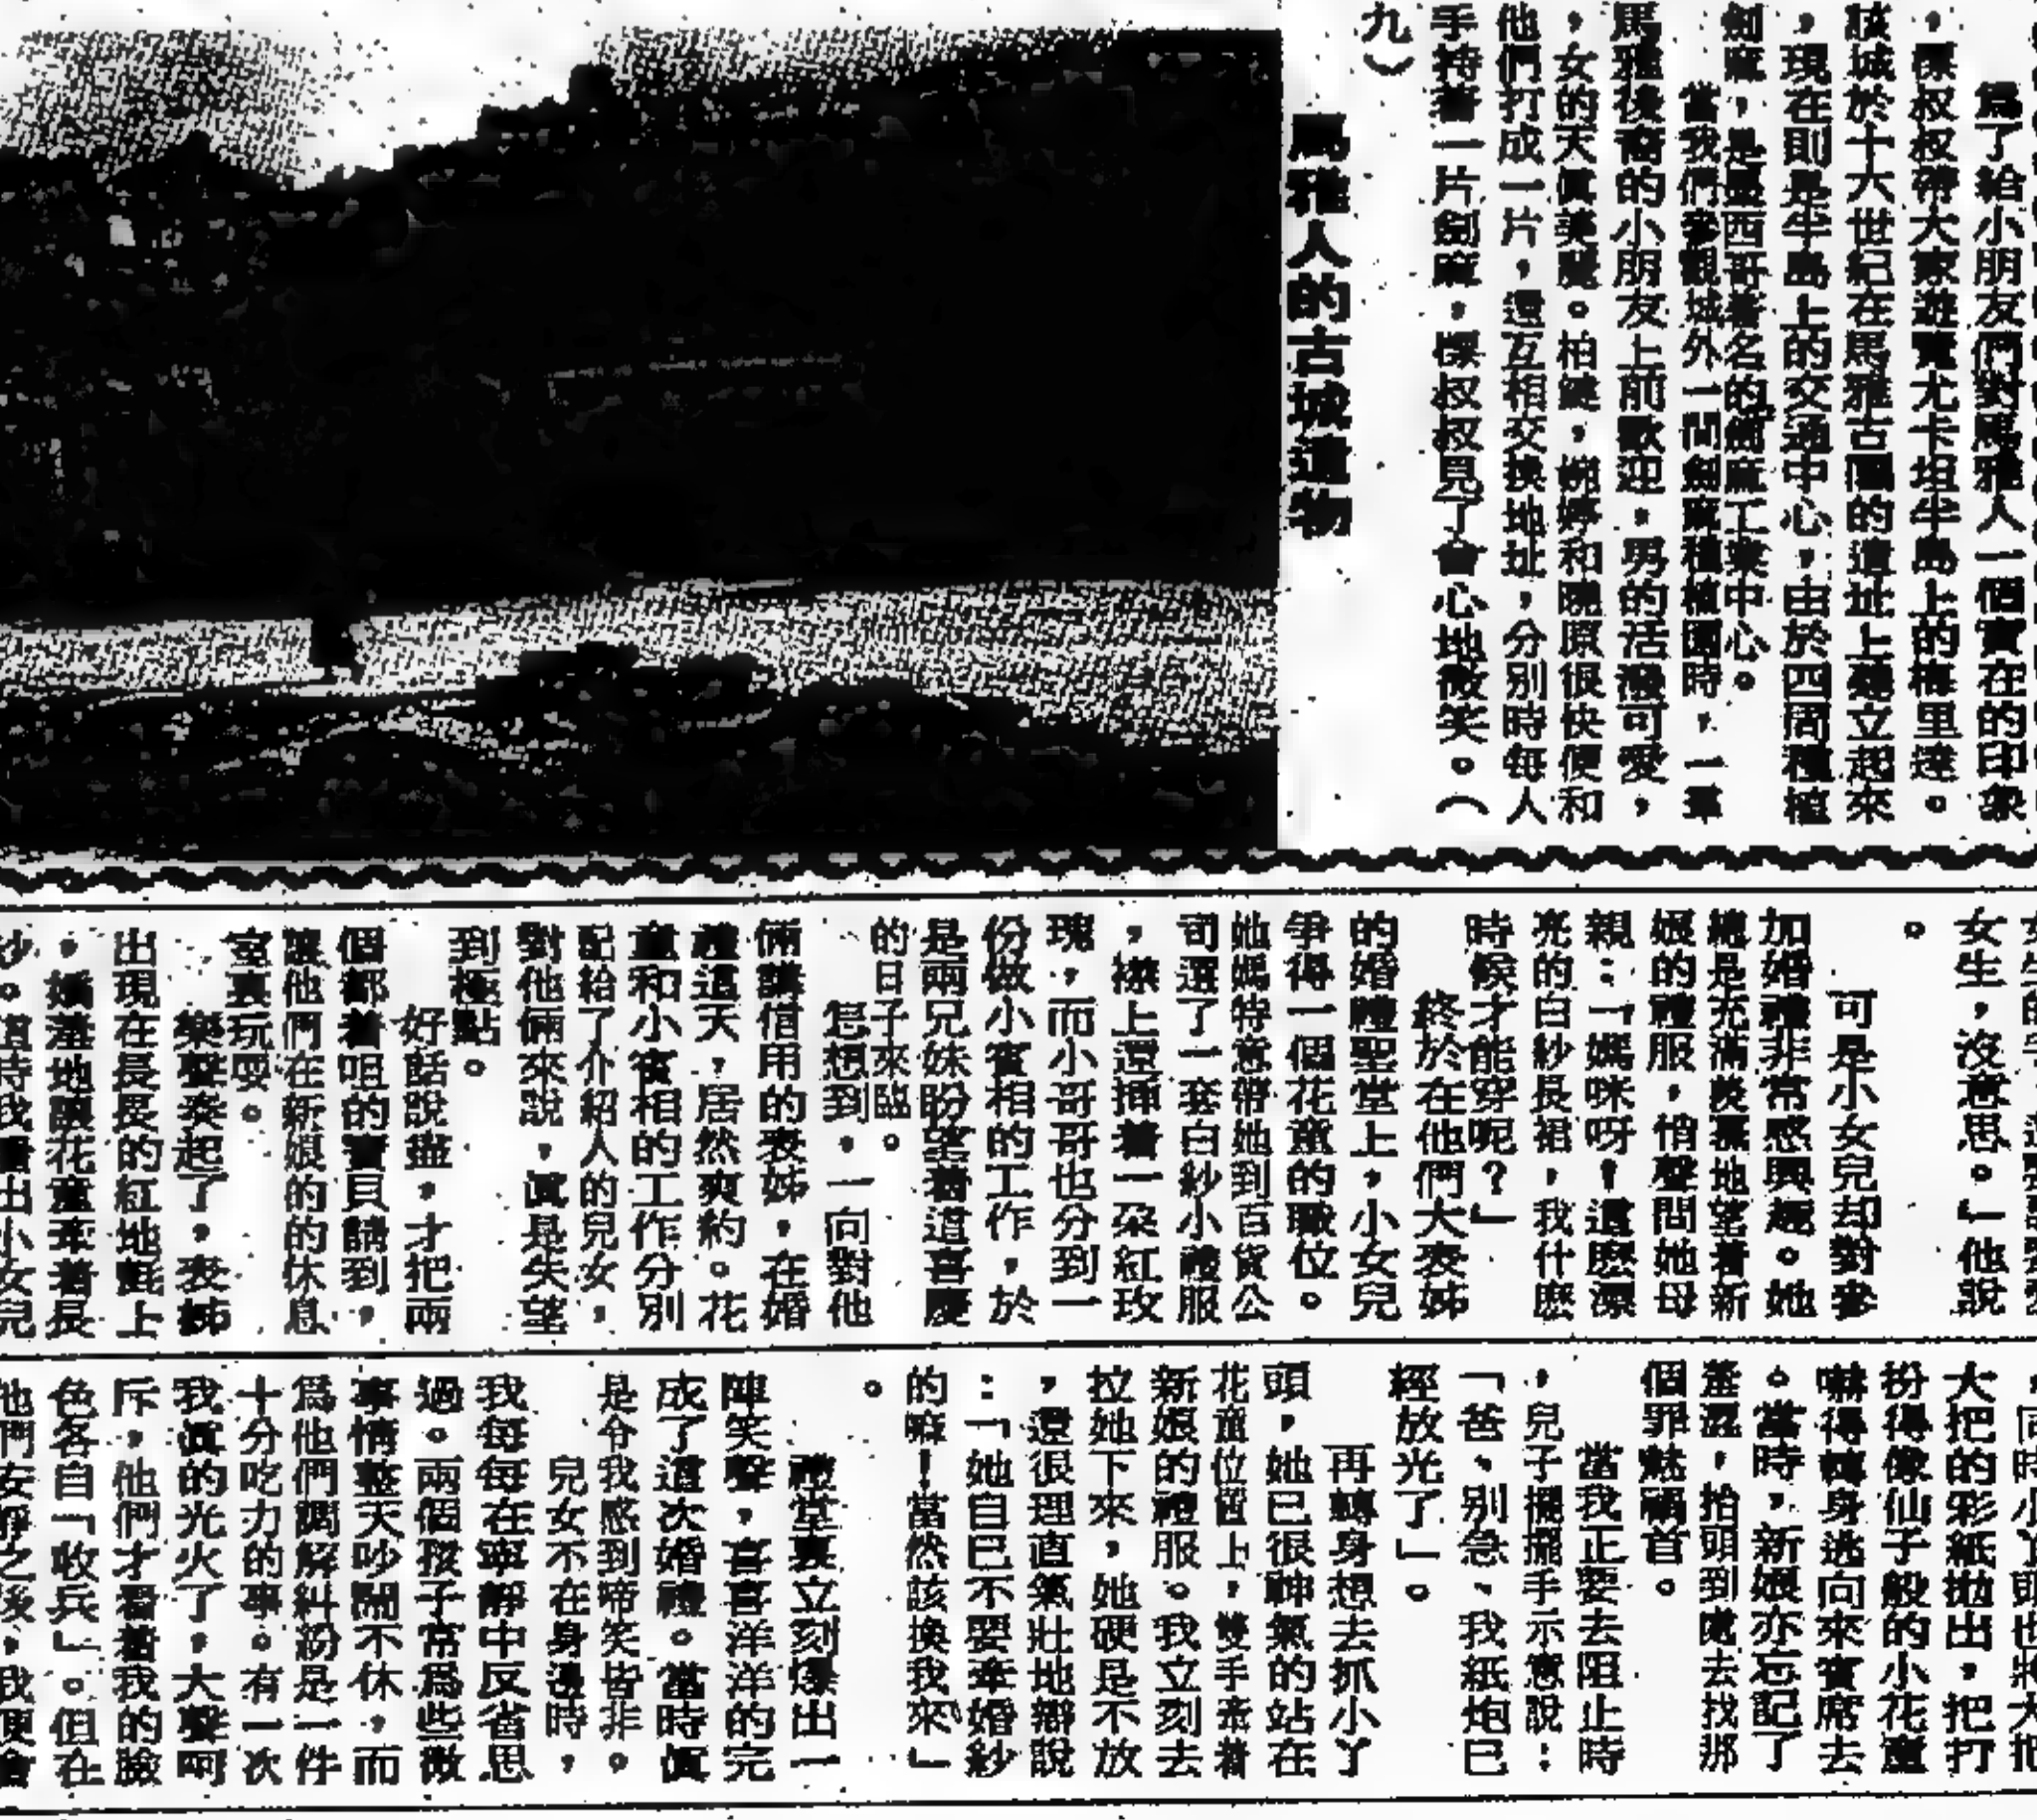 爲了給小朋友們對馬雅人一個實在的印象
，傑叔叔帶大家遊覽尤卡坦半島上的梅里達。
該城於十六世紀在馬雅古國的遺址上建立起來
，現在則是半島上的交通中心，由於四周種植
劍麻，是墨西哥著名的劍麻工業中心。
當我們參觀城外一間劍麻種植園時，一羣
馬雅後裔的小朋友上前歡迎，男的活潑可愛，
，女的天眞美麗。柏鍵，婉婷和曉原很快便和
他們打成一片，還互相交換地址，分別時每人
手持着一片劍麻，傑叔叔見了會心地微笑。（
九）
馬雅人的古城遺物
女生，沒意思。」他說
。
可是小女兒却對參
加婚禮非常感興趣。她
總是充滿羨慕地望着新
娘的禮服，悄聲問她母
親：「媽咪呀！這麽漂
亮的白紗長裙，我什麽
時候才能穿呢？」
終於在他們大表姊
的婚禮聖堂上，小女兒
爭得一個花童的職位。
她媽特意帶她到百貨公
司選了一套白紗小禮服
，襟上還揷着一朶紅玫
瑰，而小哥哥也分到一
份做小賓相的工作，於
是兩兄妹盼望着這喜慶
的日子來臨。
怎想到，一向對他
倆講信用的表姊，在婚
禮這天，居然爽約。花
童和小賓相的工作分別
配給了介紹人的兒女，
對他倆來說，眞是失望
到極點。
好話說盡，才把兩
個都着咀的寶貝請到，
讓他們在新娘的的休息
室裏玩耍。
樂聲奏起了，表姊
出現在長長的紅地氈上
，嬌羞地讓花童牽着長
紗。這時我看出小女兒
，同時小丫頭也將大把
大把的彩紙拋出，把打
扮得像仙子般的小花童
嚇得轉身逃向來賓席去
。當時，新娘亦忘記了
羞澀，抬頭到處去找那
個罪魁禍首。
當我正要去阻止時
，兒子擺擺手示意說：
「爸、別急、我紙炮已
經放光了」。
再轉身想去抓小丫
頭，她已很神氣的站在
花童位置上，雙手牽着
新娘的禮服。我立刻去
拉她下來，她硬是不放
，還很理直氣壯地辯說
：「她自已不要牽婚紗
的嘛！當然該換我來」
。
禮堂裏立刻爆出一
陣笑聲，喜喜洋洋的完
成了這次婚禮。當時眞
是令我感到啼笑皆非。
兒女不在身邊時，
我每每在寧靜中反省思
過。兩個孩子常爲些微
事情整天吵鬧不休，而
爲他們調解糾紛是一件
十分吃力的事。有一次
我眞的光火了，大聲呵
斥，他們才看着我的臉
色各自「收兵」。但在
他們安靜之後，我便會